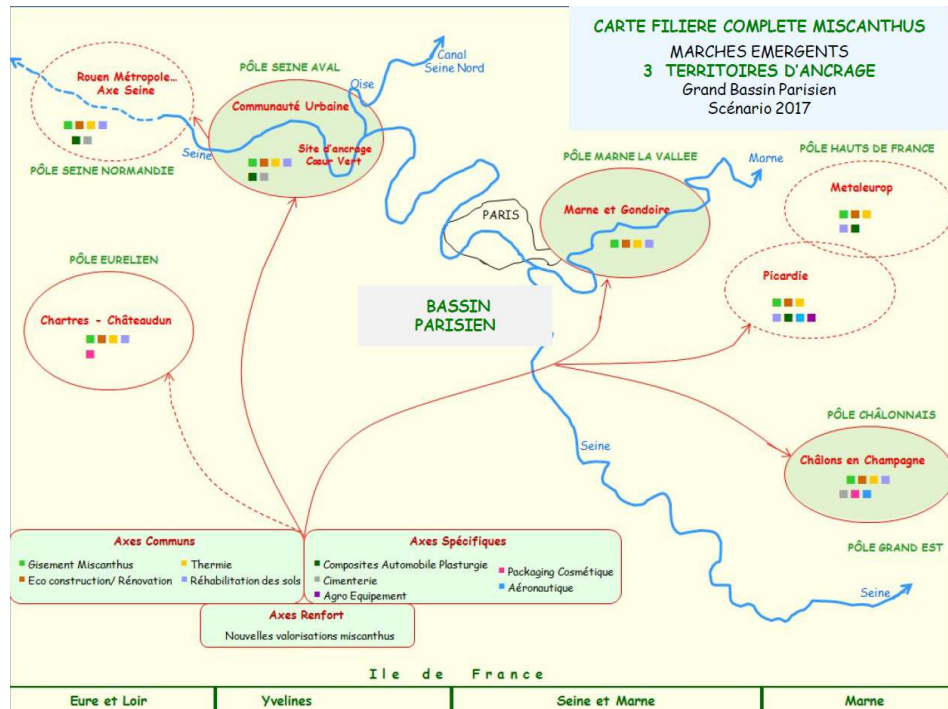 CARTE FILIERE COMPLETE MISCANTHUS
MARCHES EMERGENTS
3 TERRITOIRES D'ANCRAGE
Grand Bassin Parisien
Scénario 2017
Canal
Seine Nord
PÔLE SEINE AVAL
Oise
Rouen Métropole...
Axe Seine
Communauté Urbaine
Seine
Site d'ancrage
Cœur Vert
PÔLE SEINE NORMANDIE
PÔLE MARNE LA VALLEE
Marne
PÔLE HAUTS DE FRANCE
Metaleurop
PARIS
Marne et Gondoire
PÔLE EURELIEN
Picardie
Chartres - Châteaudun
BASSIN
PARISIEN
PÔLE CHÂLONNAIS
Seine
Châlons en Champagne
PÔLE GRAND EST
Seine
Axes Communs
Gisement Miscanthus
Thermie
Eco construction/ Rénovation
Réhabilitation des sols
Axes Spécifiques
Composites Automobile Plasturgie
Cimenterie
Agro Equipement
Packaging Cosmétique
Aéronautique
Axes Renfort
Nouvelles valorisations miscanthus
Ile de France
Eure et Loir
Yvelines
Seine et Marne
Marne